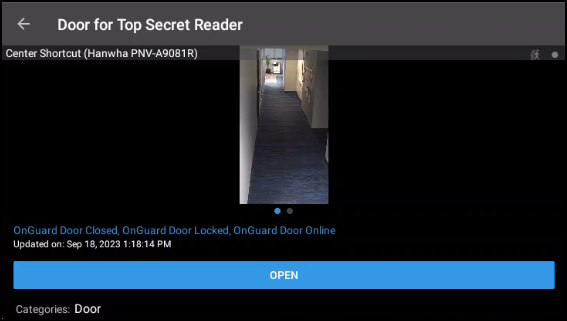 Door for Top Secret Reader
Center Shortcut (Hanwha PNV-A9081R)
OnGuard Door Closed, OnGuard Door Locked, OnGuard Door Online
Updated on: Sep 18, 2023 1:18:14 PM
OPEN
Categories: Door